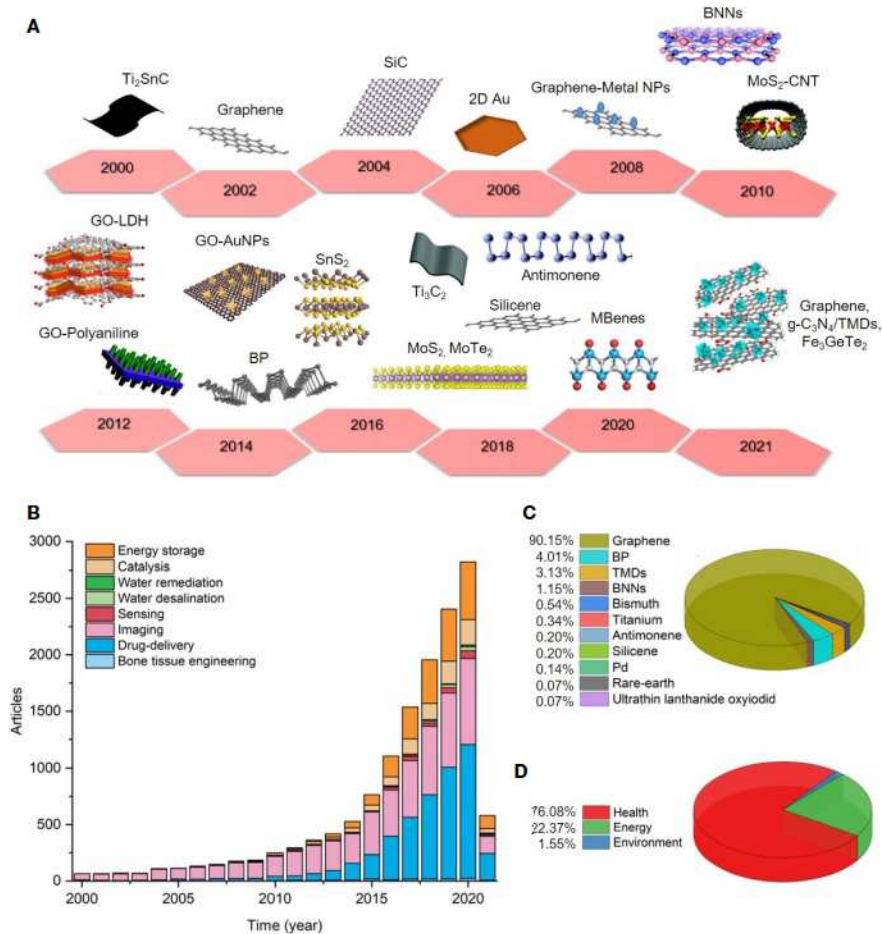 A
BNNs
SiC
Ti₂SnC
MoS₂-CNT
Graphene
2D Au
Graphene-Metal NPs
2000
2002
2004
2006
2008
2010
GO-LDH
GO-AuNPs
SnS₂
Ti₃C₂
Antimonene
Silicene
Graphene,
g-C₃N₄/TMDs,
Fe₃GeTe₂
GO-Polyaniline
BP
MoS₂, MoTe₂
MBenes
2012
2014
2016
2018
2020
2021
B
3000
2500
2000
1500
1000
500
0
Articles
Energy storage
Catalysis
Water remediation
Water desalination
Sensing
Imaging
Drug-delivery
Bone tissue engineering
2000
2005
2010
2015
2020
Time (year)
C
90.15% Graphene
4.01% BP
3.13% TMDs
1.15% BNNs
0.54% Bismuth
0.34% Titanium
0.20% Antimonene
0.20% Silicene
0.14% Pd
0.07% Rare-earth
0.07% Ultrathin lanthanide oxyiodid
D
76.08% Health
22.37% Energy
1.55% Environment